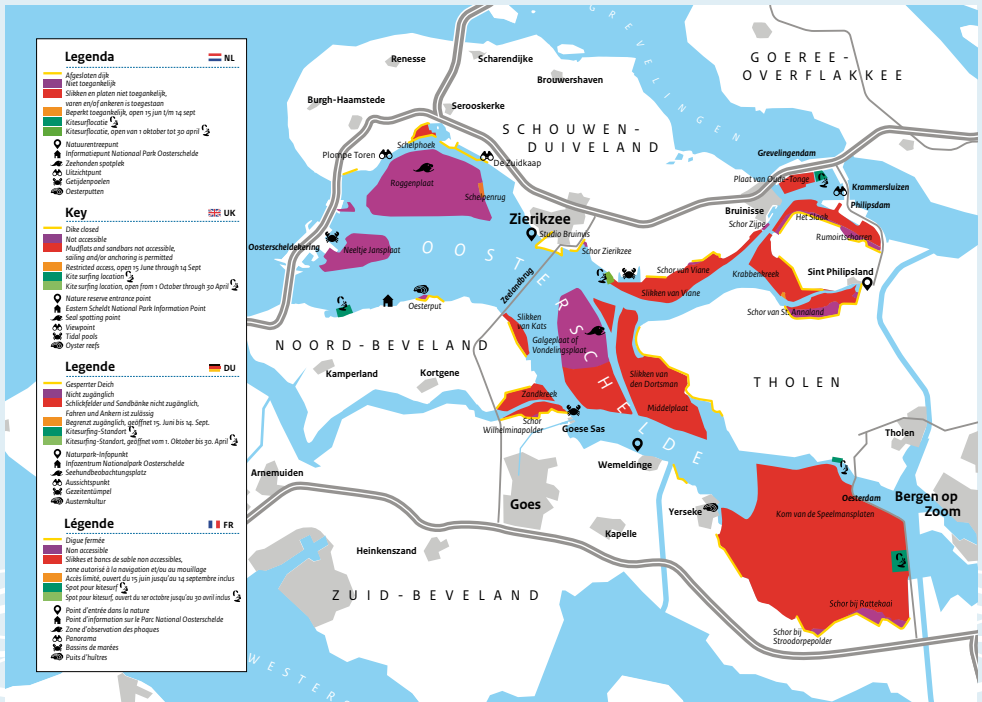 Legenda
NL
Afgesloten dijk
Niet toegankelijk
Slikken en platen niet toegankelijk,
varen en/of ankeren is toegestaan
Beperkt toegankelijk, open 15 jun t/m 14 sept
Kitesurflocatie
Kitesurflocatie, open van 1 oktober tot 30 april
Natuurentreepunt
Informatiepunt Nationaal Park Oosterschelde
Zeehonden spotplek
Uitzichtpunt
Getijdenpoelen
Oesterputten
Key
UK
Dike closed
Not accessible
Mudflats and sandbars not accessible,
sailing and/or anchoring is permitted
Restricted access, open 15 June through 14 Sept
Kite surfing location
Kite surfing location, open from 1 October through 30 April
Nature reserve entrance point
Eastern Scheldt National Park Information Point
Seal spotting point
Viewpoint
Tidal pools
Oyster reefs
Legende
DU
Gesperrter Deich
Nicht zugänglich
Schlickfelder und Sandbänke nicht zugänglich,
Fahren und Ankern ist zulässig
Begrenzt zugänglich, geöffnet 15. Juni bis 14. Sept.
Kitesurfing-Standort
Kitesurfing-Standort, geöffnet vom 1. Oktober bis 30. April
Naturpark-Infopunkt
Infozentrum Nationalpark Oosterschelde
Seehundbeobachtungsplatz
Aussichtspunkt
Gezeitentümpel
Austernkultur
Légende
FR
Digue fermée
Non accessible
Slikkes et bancs de sable non accessibles,
zone autorisé à la navigation et/ou au mouillage
Accès limité, ouvert du 15 juin jusqu'au 14 septembre inclus
Spot pour kitesurf
Spot pour kitesurf, ouvert du 1er octobre jusqu'au 30 avril inclus
Point d'entrée dans la nature
Point d'information sur le Parc National Oosterschelde
Zone d'observation des phoques
Panorama
Bassins de marées
Puits d'huîtres
GREVELINGEN
GOEREE-
OVERFLAKKEE
Renesse
Scharendijke
Brouwershaven
Burgh-Haamstede
Serooskerke
SCHOUWEN-
DUIVELAND
Schelphoek
Plompe Toren
De Zuidkaap
Roggenplaat
Schelpenrug
Grevelingendam
Plaat van Oude-Tonge
Krammersluizen
Philipsdam
Bruinisse
Schor Zijpe
Het Slaak
Rumoirtschorren
Zierikzee
Studio Bruinvis
Schor Zierikzee
Oosterscheldekering
Neeltje Jansplaat
OOSTERSCHELDE
Zeelandbrug
Schor van Viane
Slikken van Viane
Krabbenkreek
Sint Philipsland
Schor van St. Annaland
Oesterput
Slikken
van Kats
Galgeplaat of
Vondelingsplaat
NOORD-BEVELAND
Kamperland
Kortgene
Slikken van
den Dortsman
Middelplaat
THOLEN
Zandkreek
Schor
Wilhelminapolder
Goese Sas
Wemeldinge
Tholen
Arnemuiden
Goes
Yerseke
Oesterdam
Bergen op
Zoom
Kom van de Speelmansplaten
Kapelle
Heinkenszand
ZUID-BEVELAND
Schor bij Rattekaai
Schor bij
Stroodorpepolder
WESTER